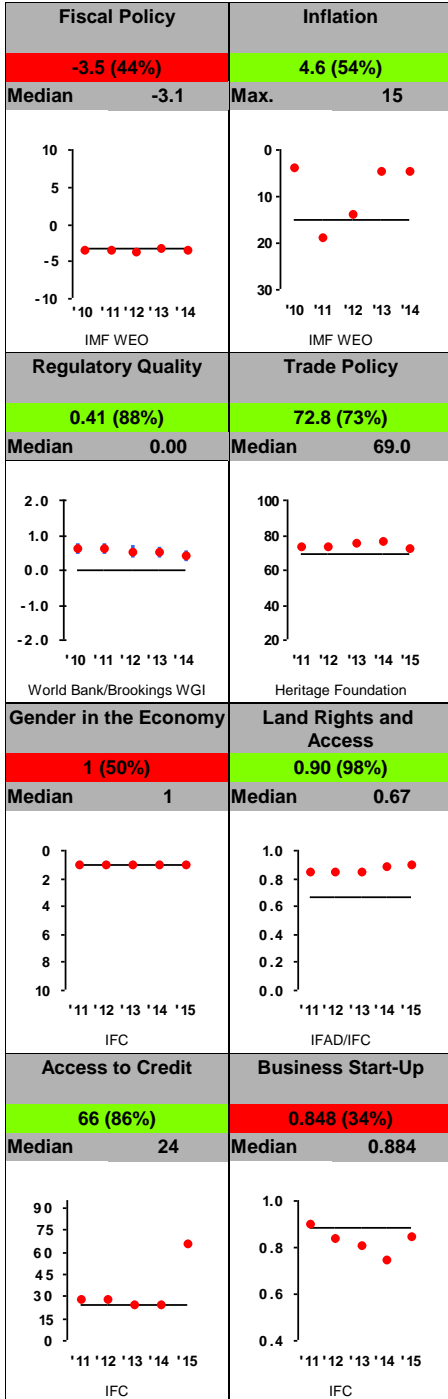 Fiscal Policy
-3.5 (44%)
Median -3.1
10
5
0
-5
-10
'10 '11 '12 '13 '14
IMF WEO
Inflation
4.6 (54%)
Max. 15
0
10
20
30
'10 '11 '12 '13 '14
IMF WEO
Regulatory Quality
0.41 (88%)
Median 0.00
2.0
1.0
0.0
-1.0
-2.0
'10 '11 '12 '13 '14
World Bank/Brookings WGI
Trade Policy
72.8 (73%)
Median 69.0
100
80
60
40
20
'11 '12 '13 '14 '15
Heritage Foundation
Gender in the Economy
1 (50%)
Median 1
0
2
4
6
8
10
'11 '12 '13 '14 '15
IFC
Land Rights and
Access
0.90 (98%)
Median 0.67
1.0
0.8
0.6
0.4
0.2
0.0
'11 '12 '13 '14 '15
IFAD/IFC
Access to Credit
66 (86%)
Median 24
90
75
60
45
30
15
0
'11 '12 '13 '14 '15
IFC
Business Start-Up
0.848 (34%)
Median 0.884
1.0
0.8
0.6
0.4
'11 '12 '13 '14 '15
IFC